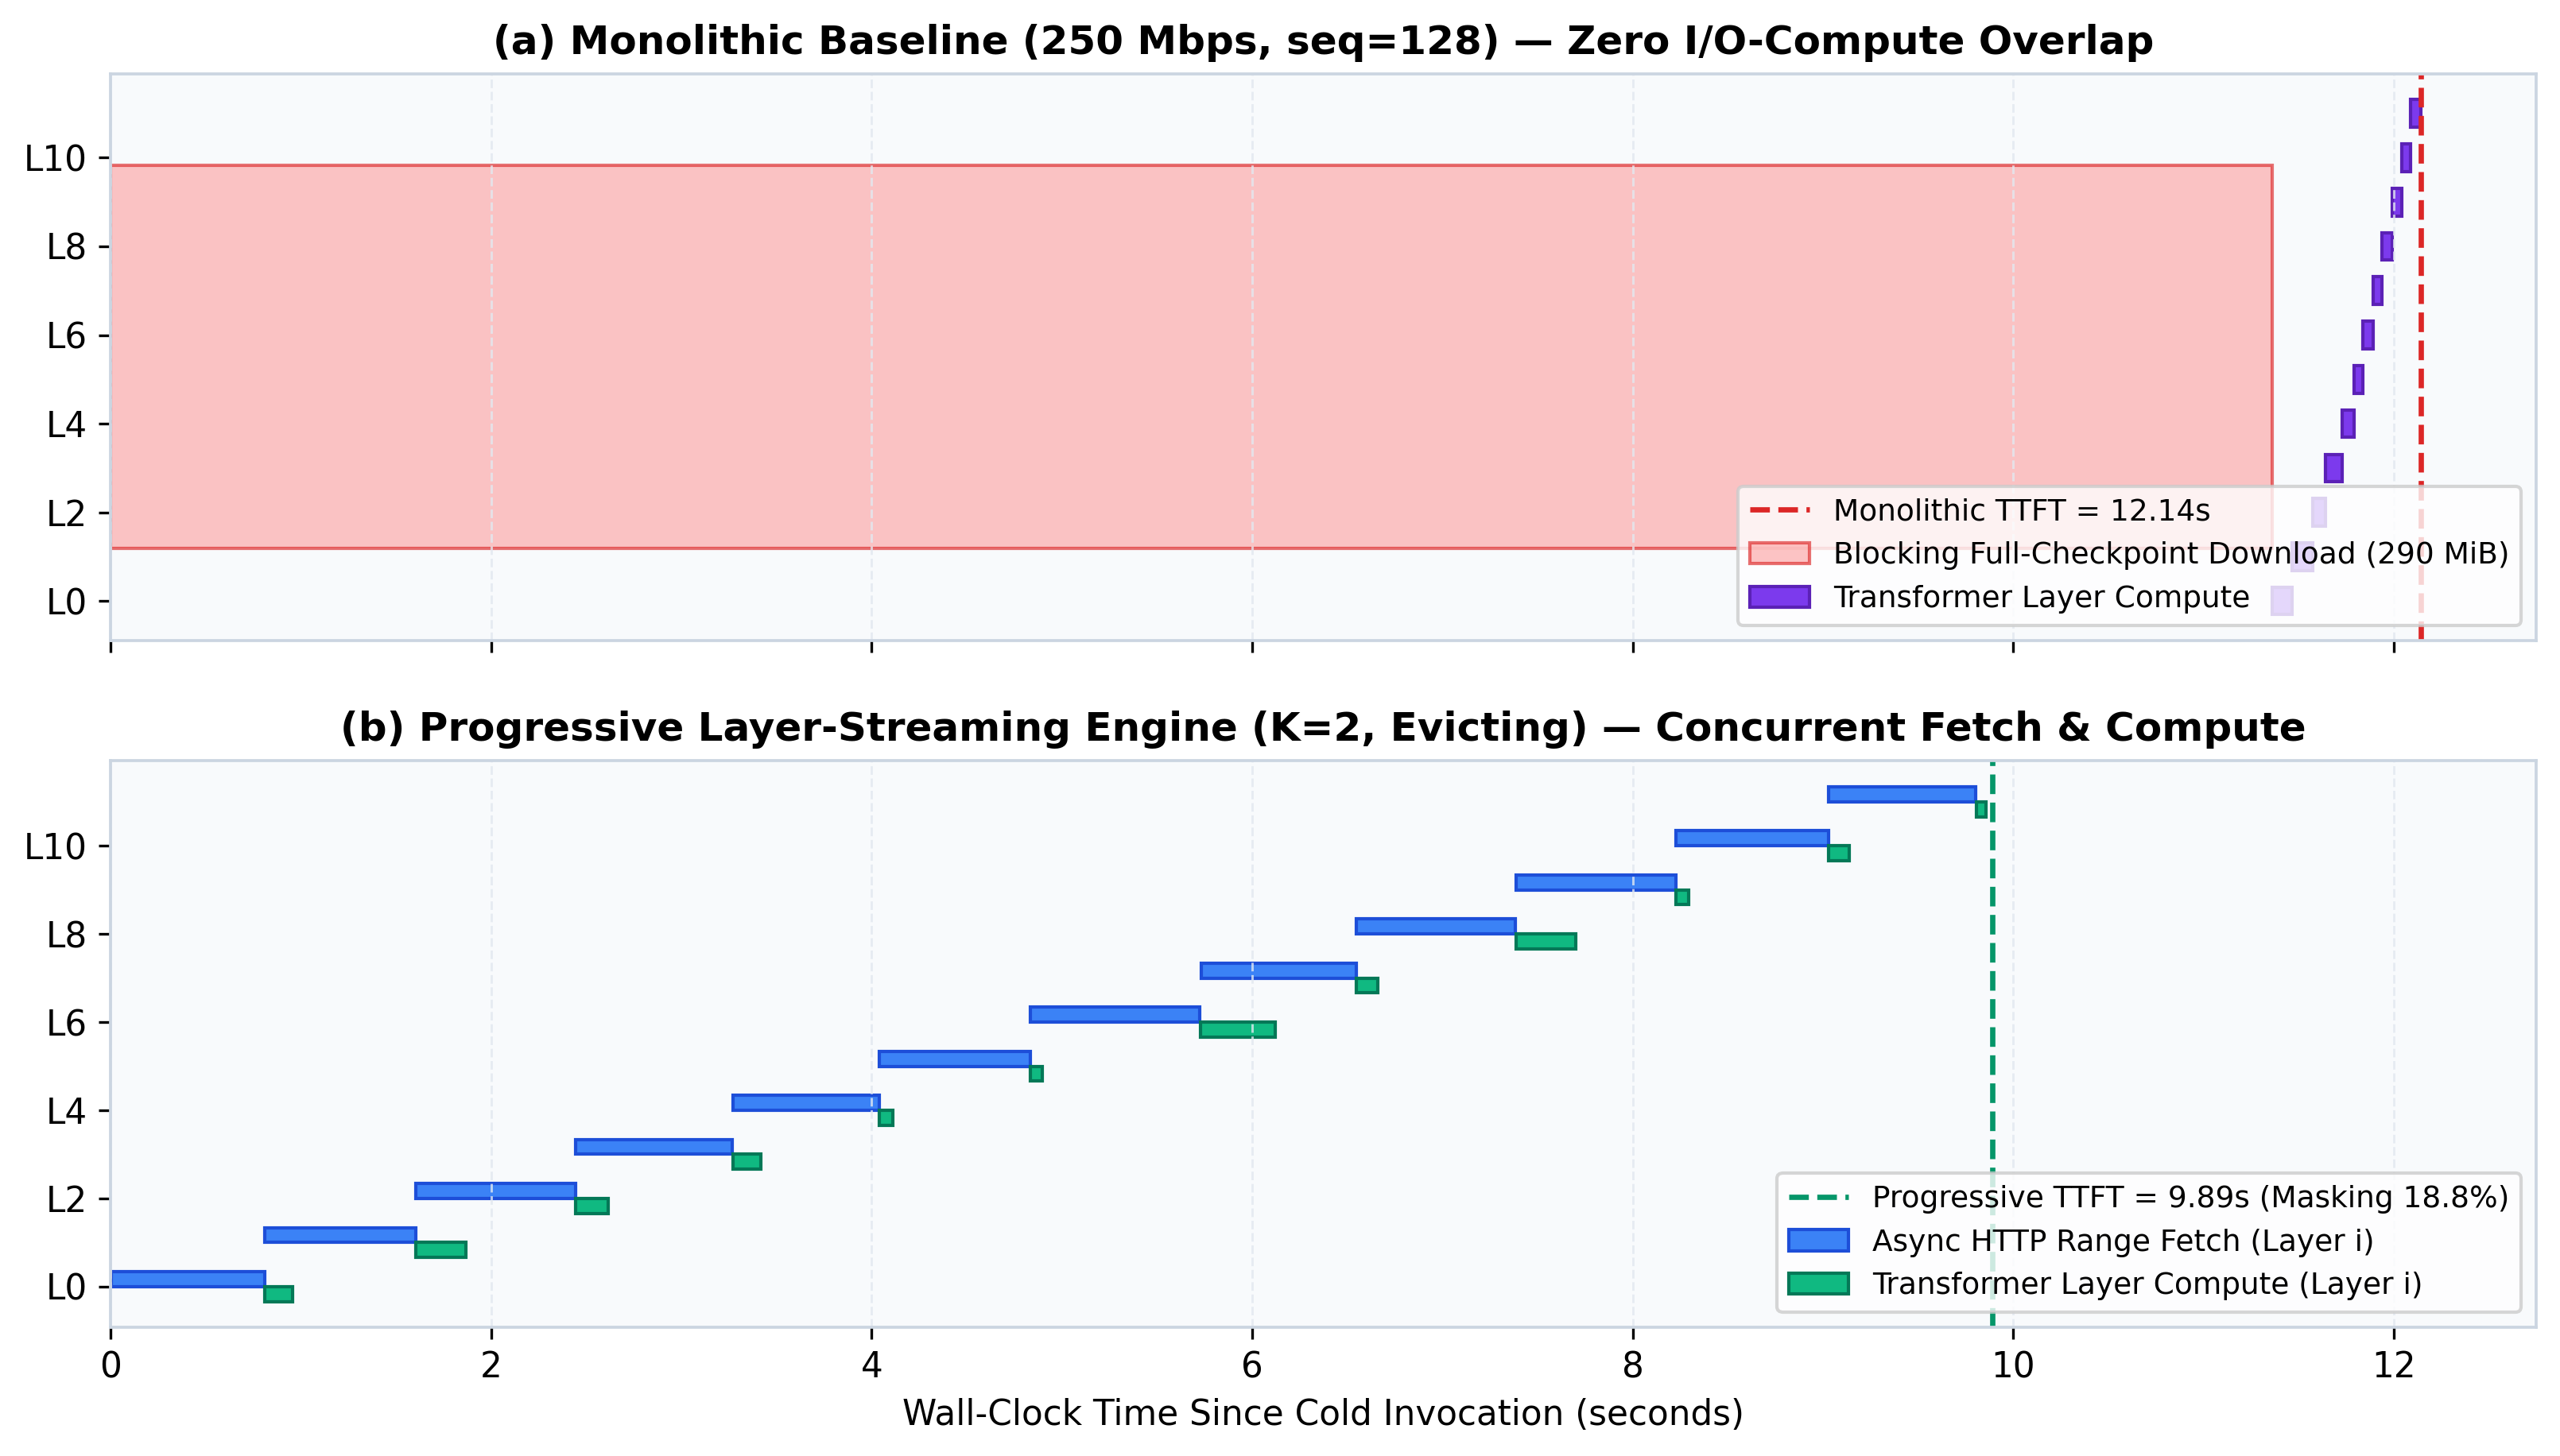 (a) Monolithic Baseline (250 Mbps, seq=128) — Zero I/O-Compute Overlap
L10
L8
L6
L4
L2
L0
Monolithic TTFT = 12.14s
Blocking Full-Checkpoint Download (290 MiB)
Transformer Layer Compute
(b) Progressive Layer-Streaming Engine (K=2, Evicting) — Concurrent Fetch & Compute
L10
L8
L6
L4
L2
L0
Progressive TTFT = 9.89s (Masking 18.8%)
Async HTTP Range Fetch (Layer i)
Transformer Layer Compute (Layer i)
0 2 4 6 8 10 12
Wall-Clock Time Since Cold Invocation (seconds)